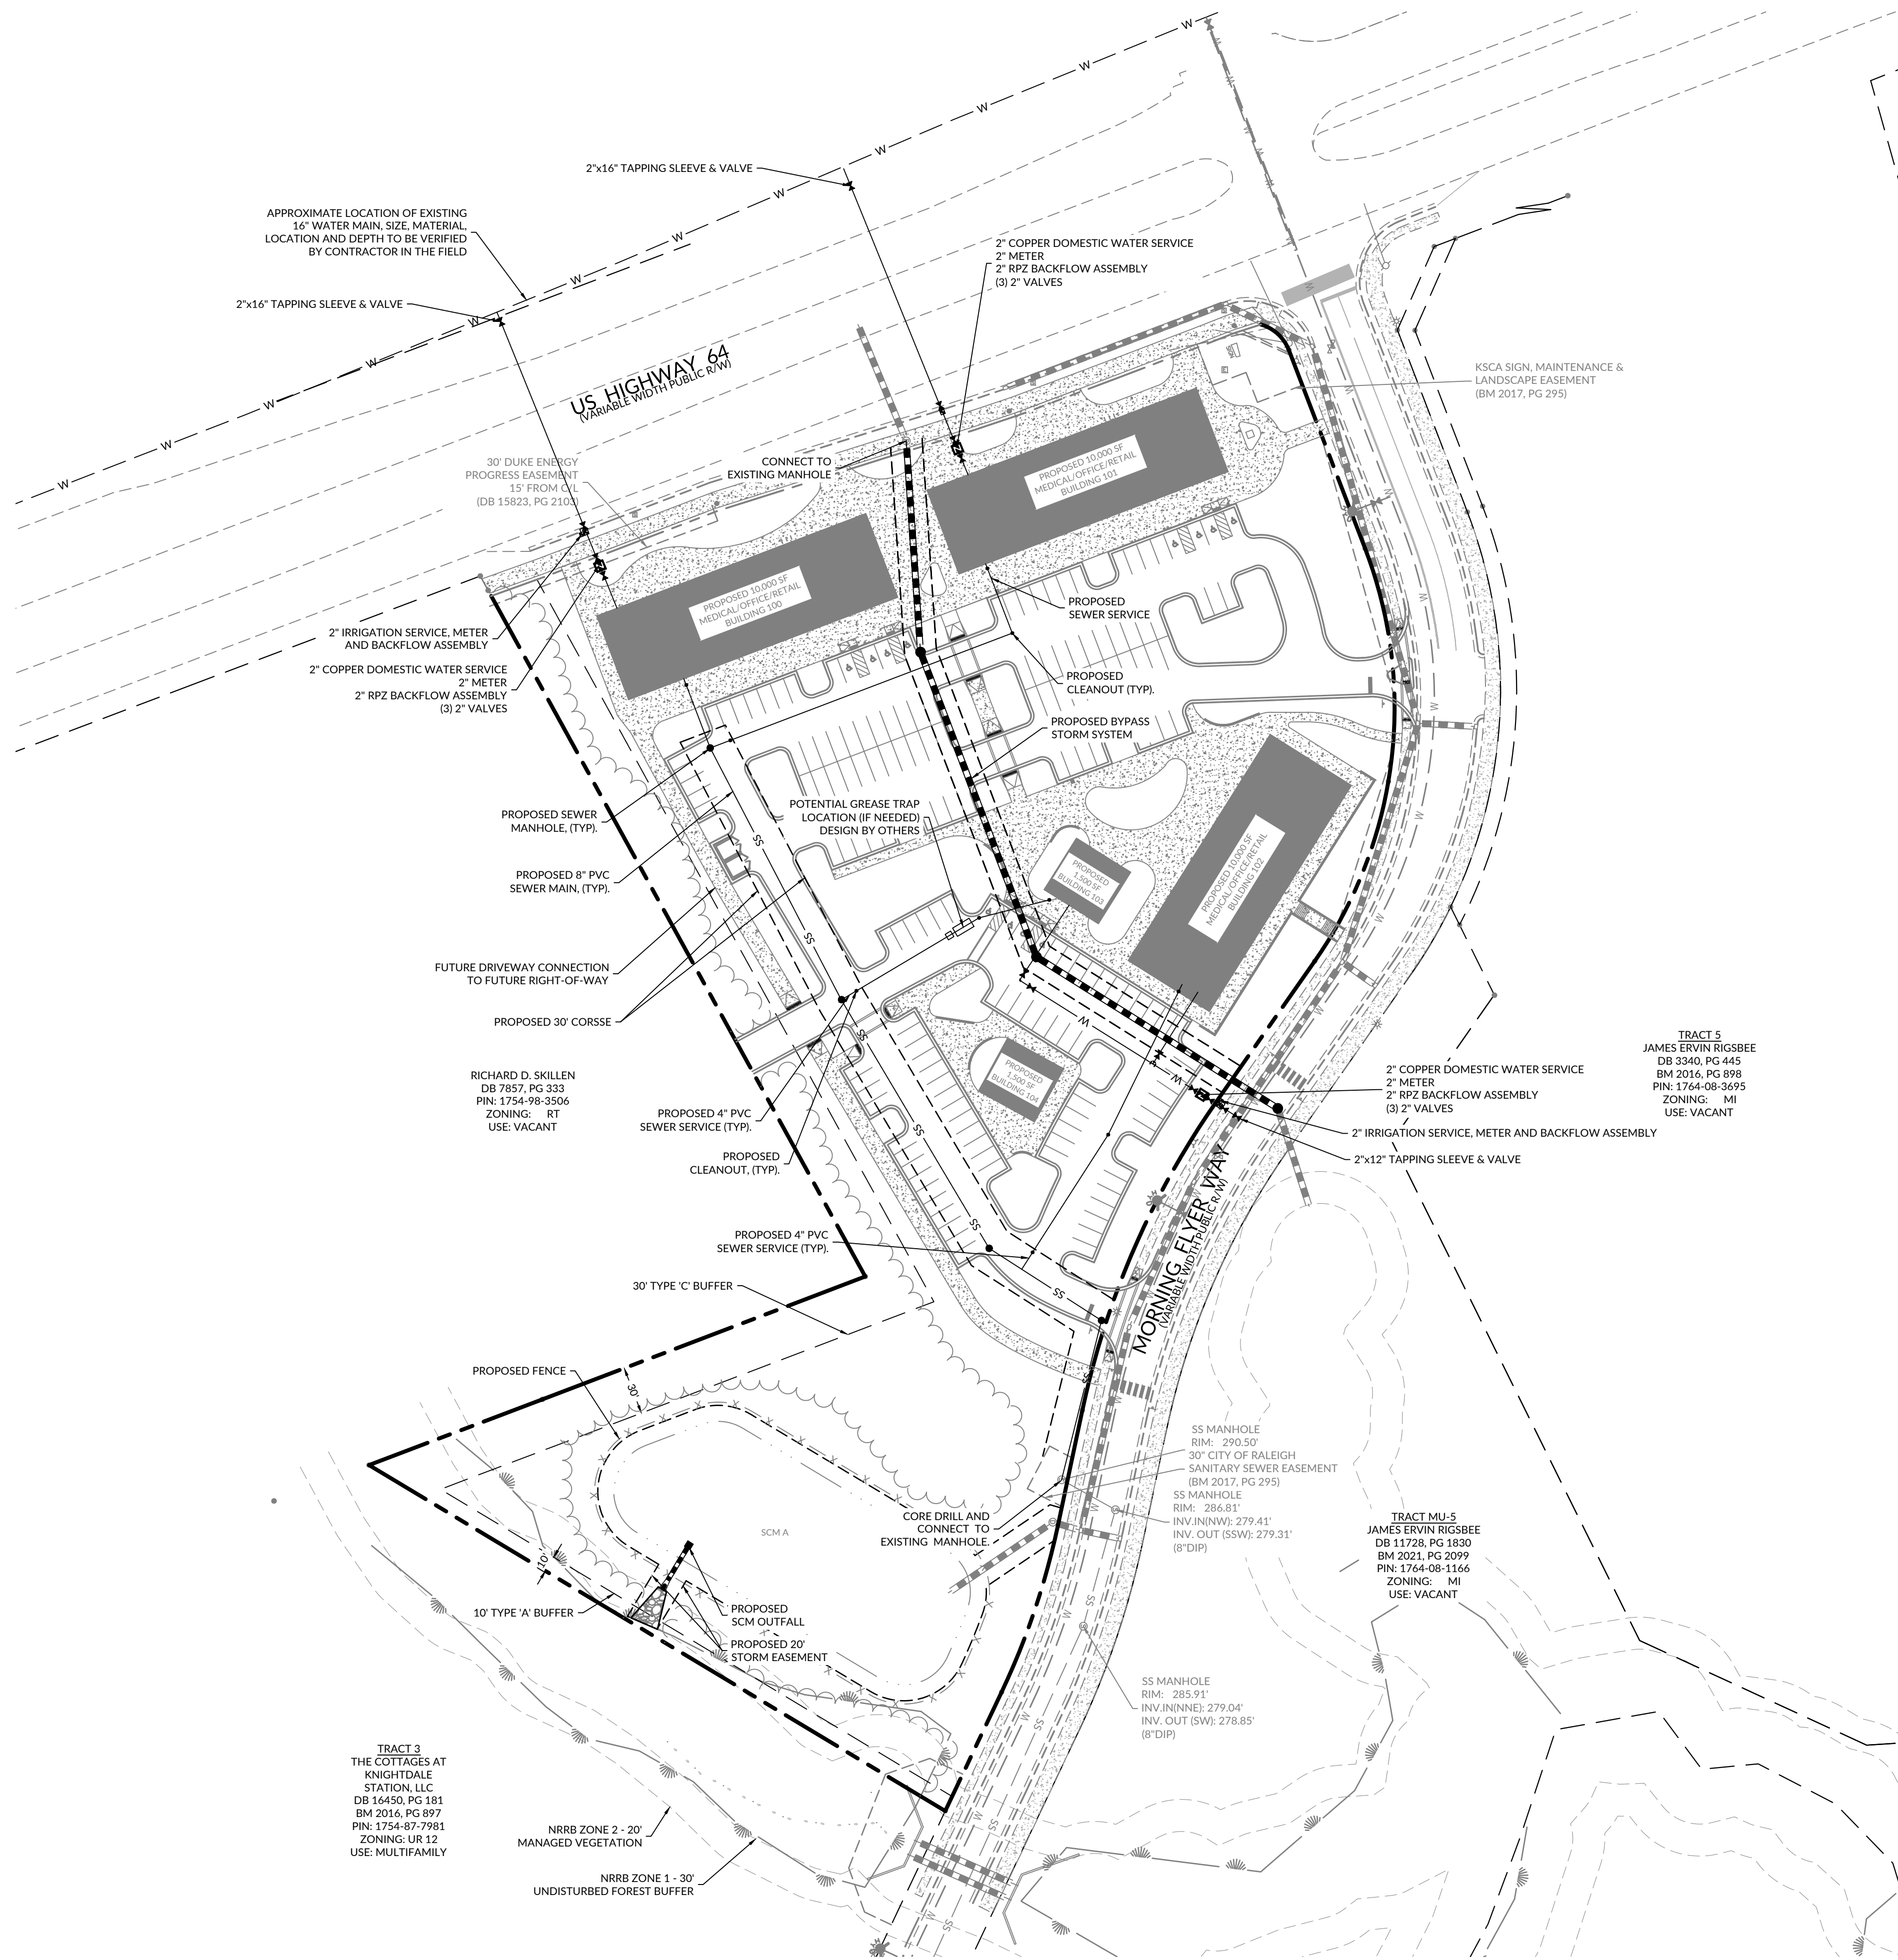 2"x16" TAPPING SLEEVE & VALVE
APPROXIMATE LOCATION OF EXISTING
16" WATER MAIN, SIZE, MATERIAL,
LOCATION AND DEPTH TO BE VERIFIED
BY CONTRACTOR IN THE FIELD
2"x16" TAPPING SLEEVE & VALVE
2" COPPER DOMESTIC WATER SERVICE
2" METER
2" RPZ BACKFLOW ASSEMBLY
(3) 2" VALVES
US HIGHWAY 64
(VARIABLE WIDTH PUBLIC R/W)
KSCA SIGN, MAINTENANCE &
LANDSCAPE EASEMENT
(BM 2017, PG 295)
30' DUKE ENERGY
PROGRESS EASEMENT
15' FROM C/L
(DB 15823, PG 2103)
CONNECT TO
EXISTING MANHOLE
PROPOSED 10,000 SF
MEDICAL/OFFICE/RETAIL
BUILDING 101
PROPOSED 10,000 SF
MEDICAL/OFFICE/RETAIL
BUILDING 100
PROPOSED
SEWER SERVICE
2" IRRIGATION SERVICE, METER
AND BACKFLOW ASSEMBLY
2" COPPER DOMESTIC WATER SERVICE
2" METER
2" RPZ BACKFLOW ASSEMBLY
(3) 2" VALVES
PROPOSED
CLEANOUT (TYP).
PROPOSED BYPASS
STORM SYSTEM
POTENTIAL GREASE TRAP
LOCATION (IF NEEDED)
DESIGN BY OTHERS
PROPOSED SEWER
MANHOLE, (TYP).
PROPOSED 8" PVC
SEWER MAIN, (TYP).
PROPOSED
1,500 SF
BUILDING 103
PROPOSED 10,000 SF
MEDICAL/OFFICE/RETAIL
BUILDING 102
FUTURE DRIVEWAY CONNECTION
TO FUTURE RIGHT-OF-WAY
PROPOSED 30' CORSSE
RICHARD D. SKILLEN
DB 7857, PG 333
PIN: 1754-98-3506
ZONING: RT
USE: VACANT
PROPOSED
1,500 SF
BUILDING 104
TRACT 5
JAMES ERVIN RIGSBEE
DB 3340, PG 445
BM 2016, PG 898
PIN: 1764-08-3695
ZONING: MI
USE: VACANT
2" COPPER DOMESTIC WATER SERVICE
2" METER
2" RPZ BACKFLOW ASSEMBLY
(3) 2" VALVES
2" IRRIGATION SERVICE, METER AND BACKFLOW ASSEMBLY
2"x12" TAPPING SLEEVE & VALVE
PROPOSED 4" PVC
SEWER SERVICE (TYP).
PROPOSED
CLEANOUT, (TYP).
PROPOSED 4" PVC
SEWER SERVICE (TYP).
MORNING FLYER WAY
(VARIABLE WIDTH PUBLIC R/W)
30' TYPE 'C' BUFFER
PROPOSED FENCE
30'
SS MANHOLE
RIM: 290.50'
30" CITY OF RALEIGH
SANITARY SEWER EASEMENT
(BM 2017, PG 295)
SS MANHOLE
RIM: 286.81'
INV.IN(NW): 279.41'
INV. OUT (SSW): 279.31'
(8"DIP)
CORE DRILL AND
CONNECT TO
EXISTING MANHOLE.
SCM A
TRACT MU-5
JAMES ERVIN RIGSBEE
DB 11728, PG 1830
BM 2021, PG 2099
PIN: 1764-08-1166
ZONING: MI
USE: VACANT
10'
10' TYPE 'A' BUFFER
PROPOSED
SCM OUTFALL
PROPOSED 20'
STORM EASEMENT
SS MANHOLE
RIM: 285.91'
INV.IN(NNE): 279.04'
INV. OUT (SW): 278.85'
(8"DIP)
TRACT 3
THE COTTAGES AT
KNIGHTDALE
STATION, LLC
DB 16450, PG 181
BM 2016, PG 897
PIN: 1754-87-7981
ZONING: UR 12
USE: MULTIFAMILY
NRRB ZONE 2 - 20'
MANAGED VEGETATION
NRRB ZONE 1 - 30'
UNDISTURBED FOREST BUFFER